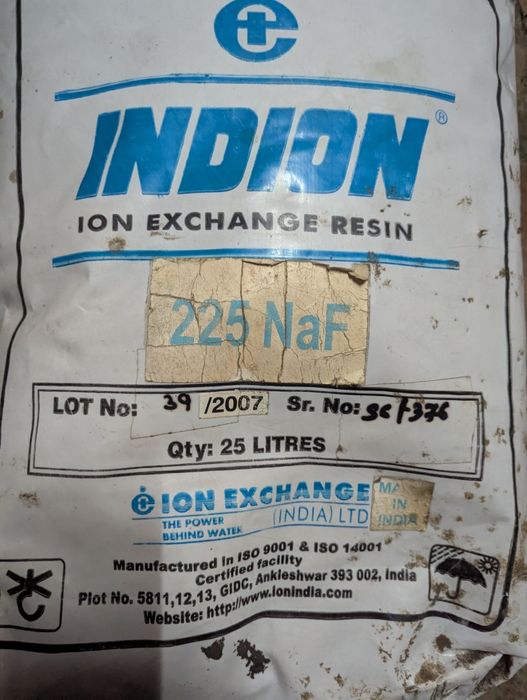 INDION®
ION EXCHANGE RESIN
225 NaF
LOT No: 39 /2007 Sr. No: 3C/-376
Qty: 25 LITRES
ION EXCHANGE
(INDIA) LTD
THE POWER
BEHIND WATER
MA
IN
INDIA
Manufactured in ISO 9001 & ISO 14001
Certified facility
Plot No. 5811,12,13, GIDC, Ankleshwar 393 002, India
Website: http://www.ionindia.com